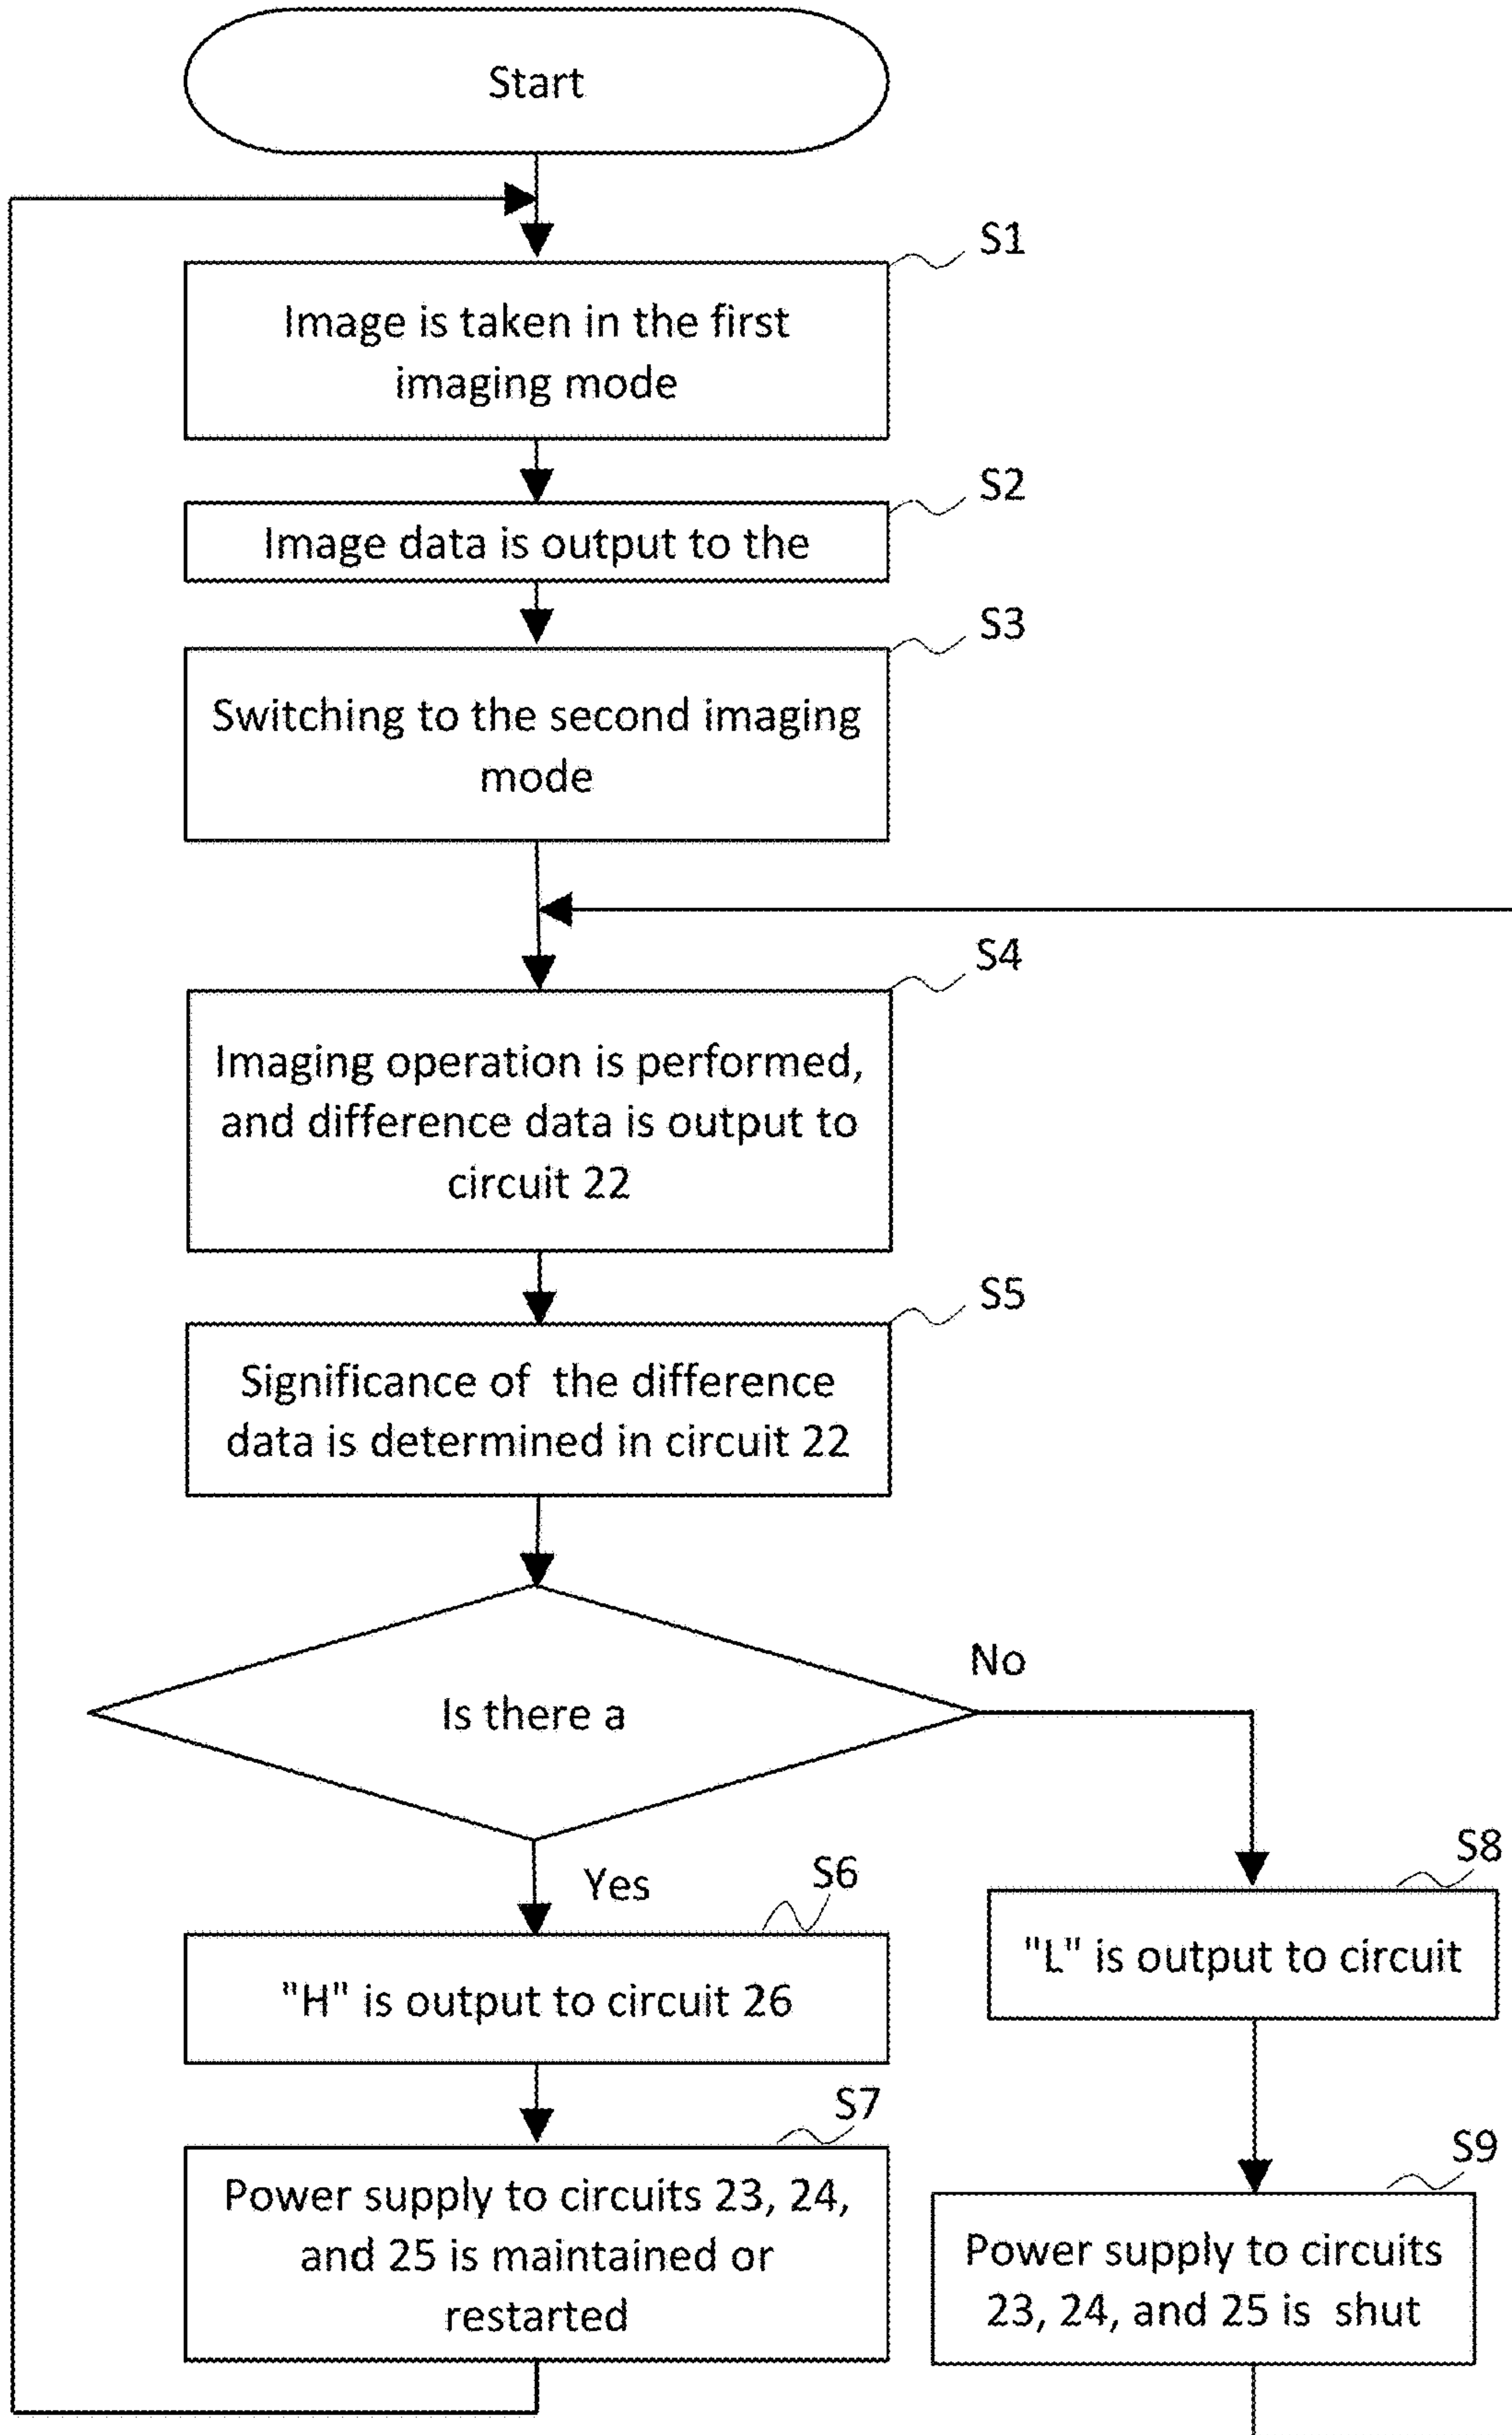 Start
S1
Image is taken in the first
imaging mode
S2
Image data is output to the
S3
Switching to the second imaging
mode
S4
Imaging operation is performed,
and difference data is output to
circuit 22
S5
Significance of the difference
data is determined in circuit 22
Is there a
No
Yes
S6
"H" is output to circuit 26
S7
Power supply to circuits 23, 24,
and 25 is maintained or
restarted
S8
"L" is output to circuit
S9
Power supply to circuits
23, 24, and 25 is shut